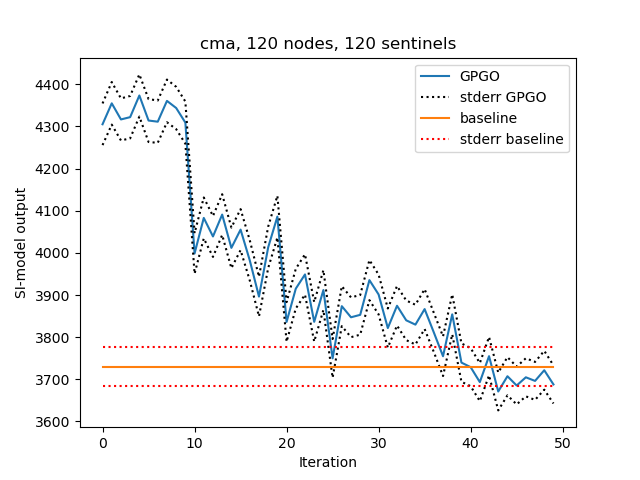 cma, 120 nodes, 120 sentinels
SI-model output
4400
4300
4200
4100
4000
3900
3800
3700
3600
GPGO
stderr GPGO
baseline
stderr baseline
0 10 20 30 40 50
Iteration